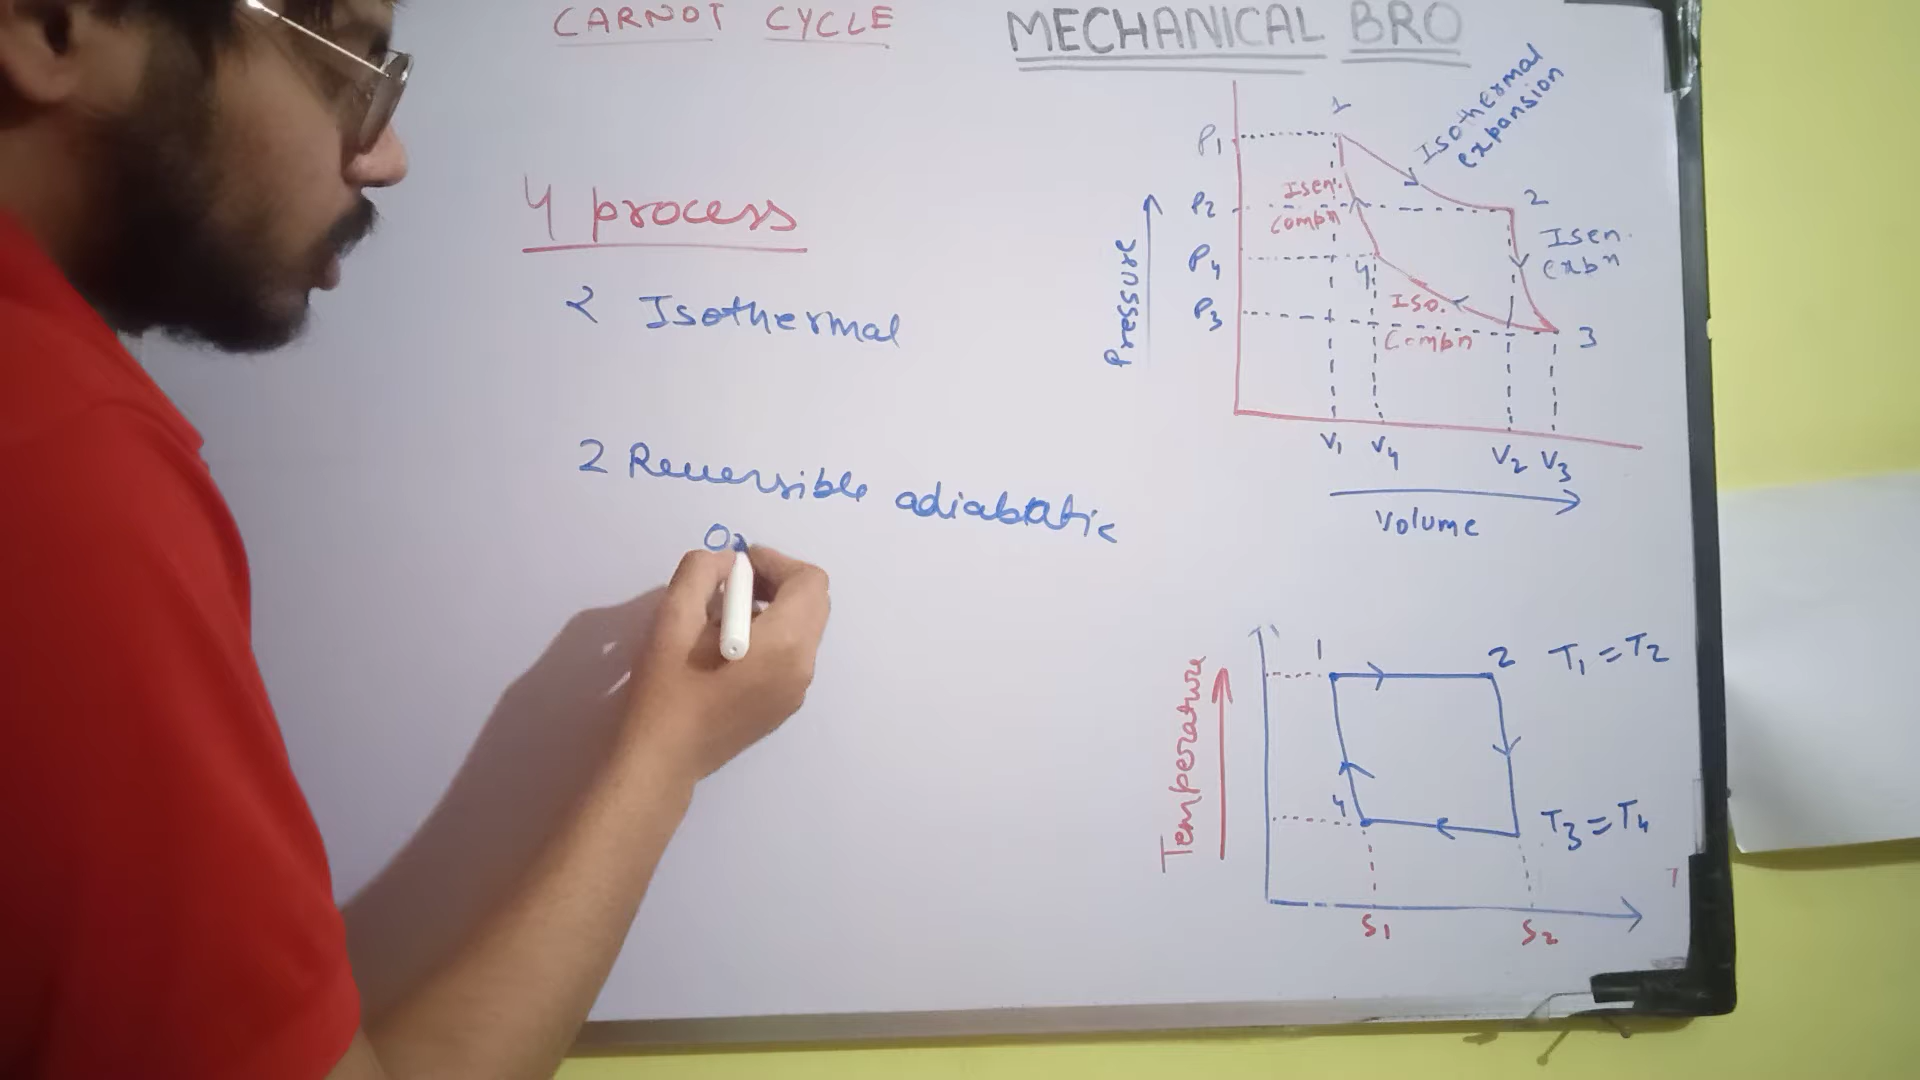 CARNOT CYCLE
MECHANICAL BRO
4 process
2 Isothermal
2 Reversible adiabatic
Or
Pressure
P1
P2
P4
P3
1
Isothermal
expansion
2
Isen.
Compn
Isen.
expn
4
Iso.
Compn
3
V1 V4 V2 V3
Volume
Temperature
1
2 T1 = T2
4
T3 = T4
S1
S2